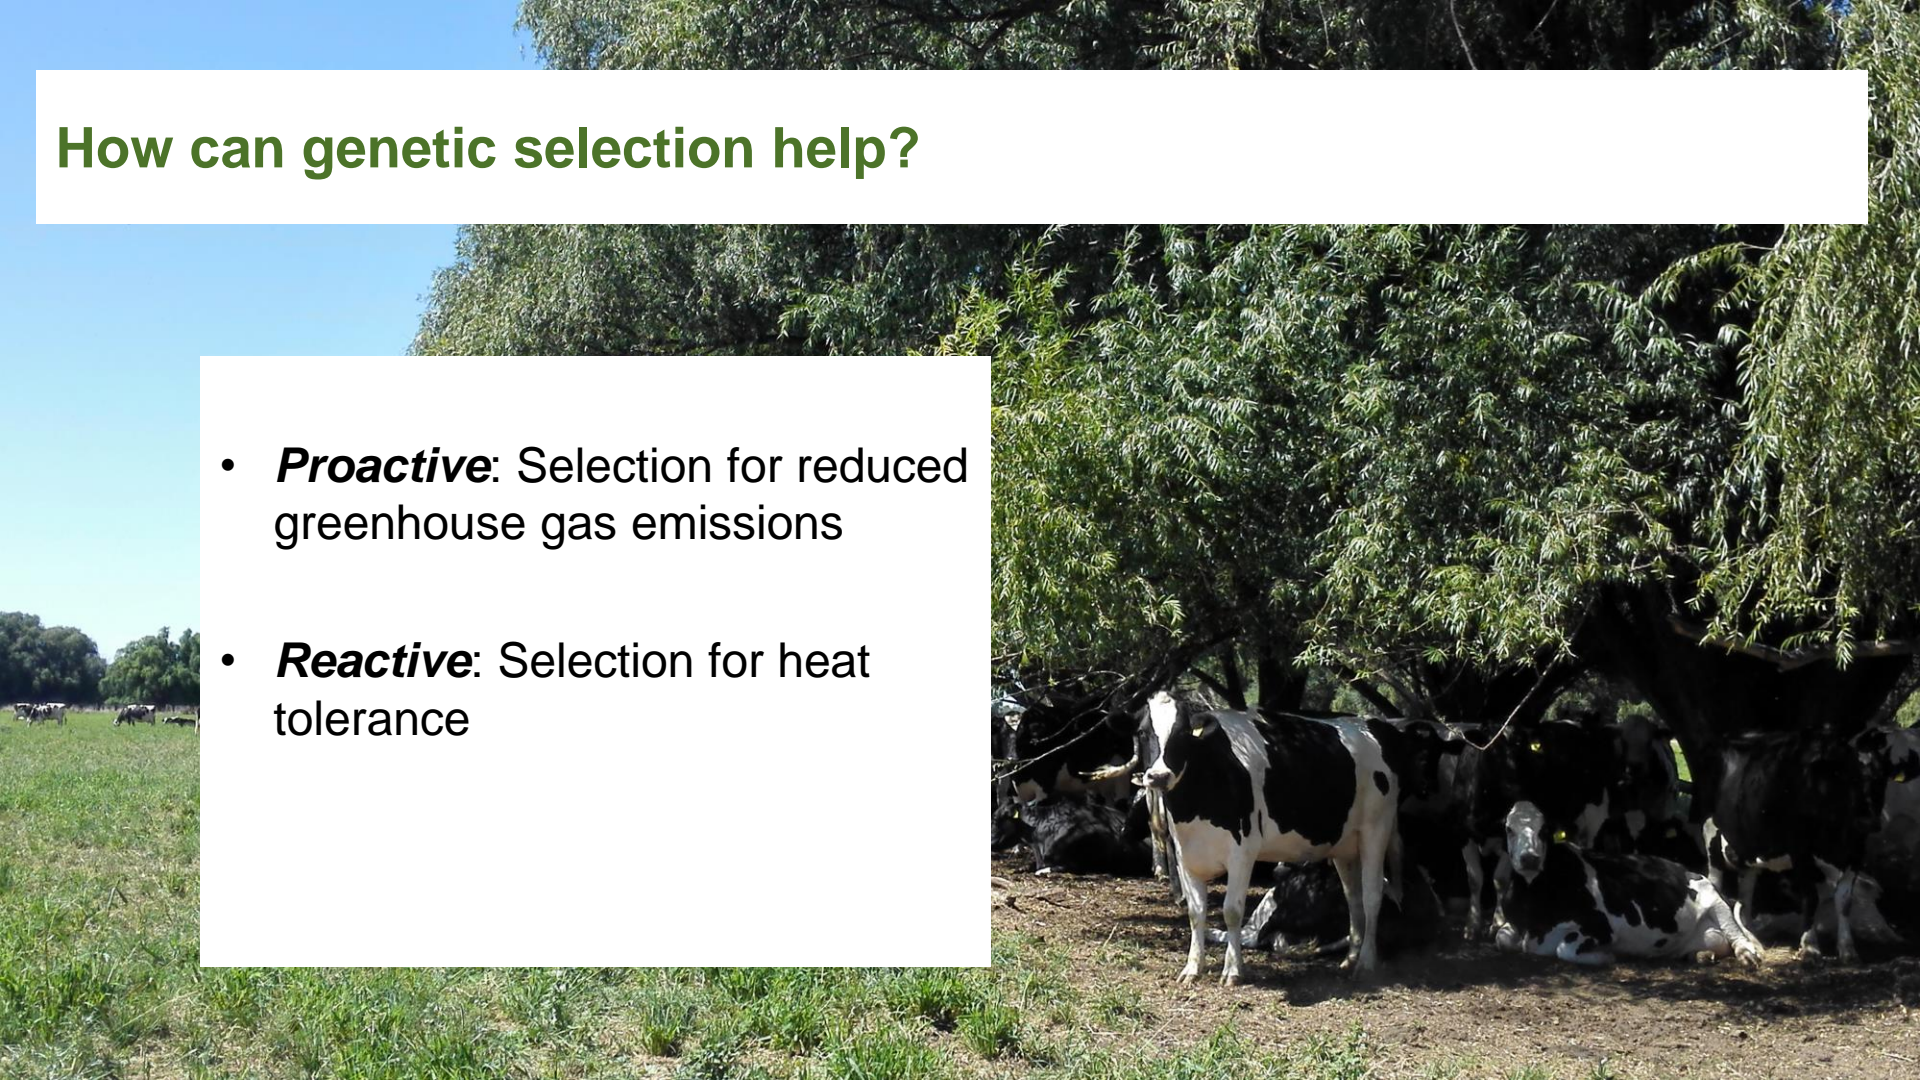 How can genetic selection help?
• Proactive: Selection for reduced
greenhouse gas emissions
• Reactive: Selection for heat
tolerance